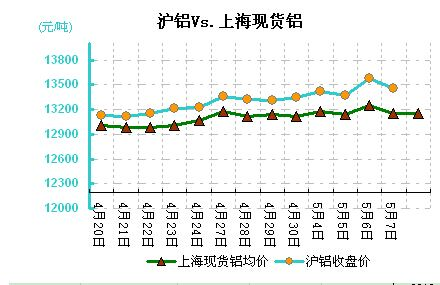 沪铝Vs.上海现货铝
(元/吨)
13800
13500
13200
12900
12600
12300
12000
4月20日
4月21日
4月22日
4月23日
4月26日
4月27日
4月28日
4月29日
4月30日
5月4日
5月5日
5月6日
5月7日
上海现货铝均价 沪铝收盘价